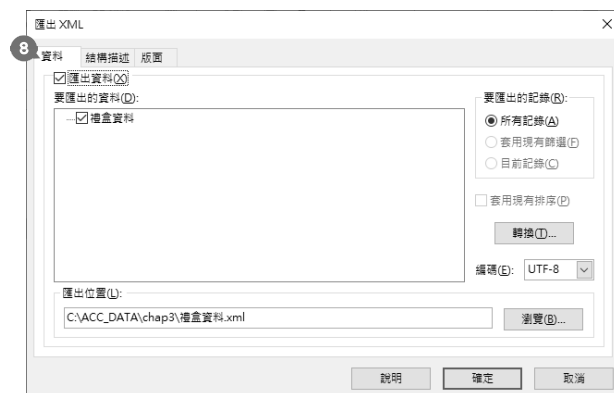 匯出 XML
8
資料 結構描述 版面
匯出資料(X)
要匯出的資料(D):
禮盒資料
要匯出的記錄(R):
所有記錄(A)
套用現有篩選(F)
目前記錄(C)
套用現有排序(P)
轉換(T)...
編碼(E): UTF-8
匯出位置(L):
C:\ACC_DATA\chap3\禮盒資料.xml
瀏覽(B)...
說明 確定 取消